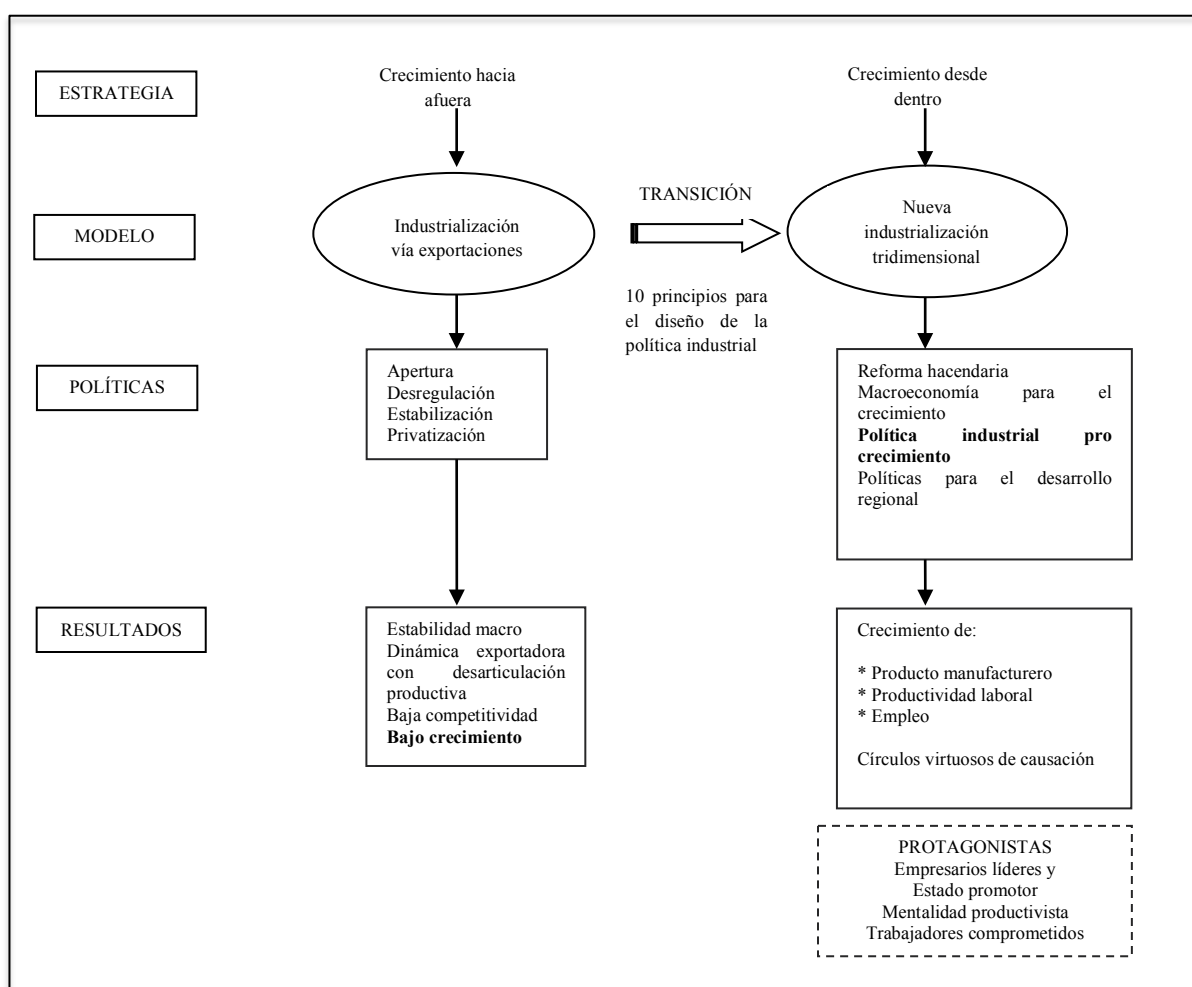 ESTRATEGIA
Crecimiento hacia
afuera
Crecimiento desde
dentro
MODELO
Industrialización
vía exportaciones
TRANSICIÓN
10 principios para
el diseño de la
política industrial
Nueva
industrialización
tridimensional
POLÍTICAS
Apertura
Desregulación
Estabilización
Privatización
Reforma hacendaria
Macroeconomía para el
crecimiento
Política industrial pro
crecimiento
Políticas para el desarrollo
regional
RESULTADOS
Estabilidad macro
Dinámica exportadora
con desarticulación
productiva
Baja competitividad
Bajo crecimiento
Crecimiento de:
* Producto manufacturero
* Productividad laboral
* Empleo
Círculos virtuosos de causación
PROTAGONISTAS
Empresarios líderes y
Estado promotor
Mentalidad productivista
Trabajadores comprometidos